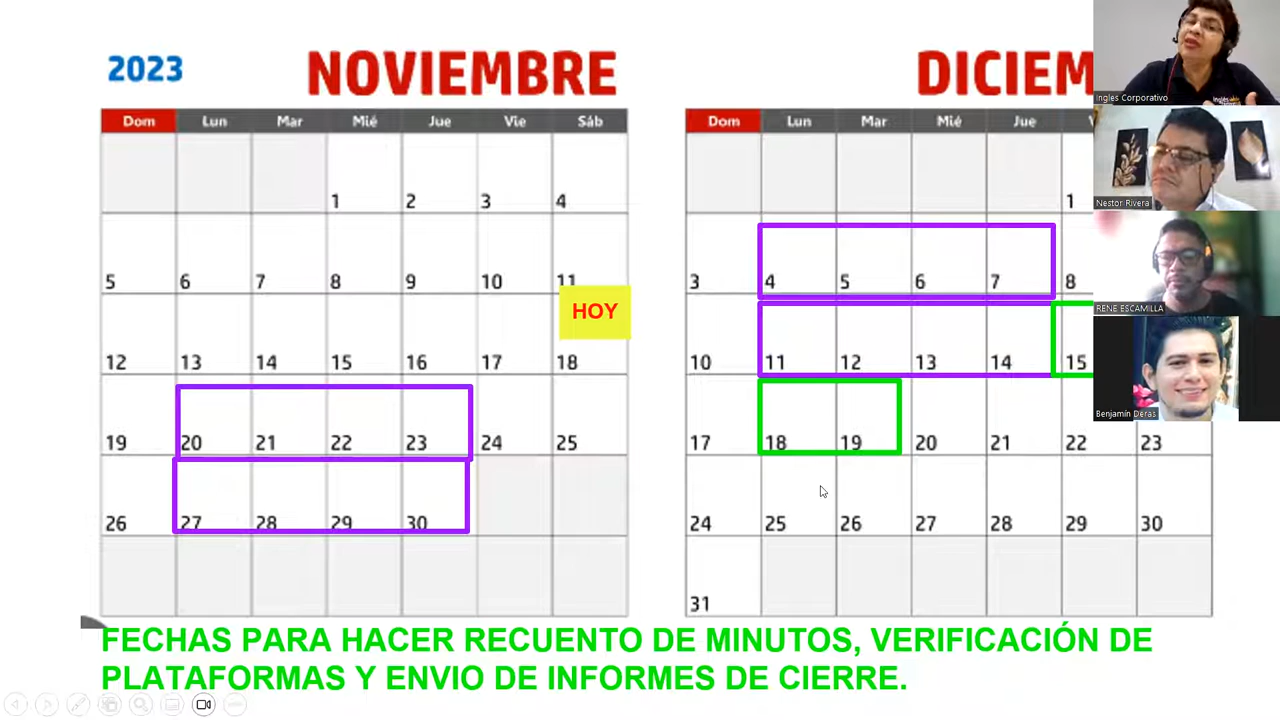 2023 NOVIEMBRE
Dom Lun Mar Mié Jue Vie Sáb
1 2 3 4
5 6 7 8 9 10 11
HOY
12 13 14 15 16 17 18
19 20 21 22 23 24 25
26 27 28 29 30
DICIEM
Dom Lun Mar Mié Jue
1
3 4 5 6 7 8
10 11 12 13 14 15
17 18 19 20 21 22 23
24 25 26 27 28 29 30
31
FECHAS PARA HACER RECUENTO DE MINUTOS, VERIFICACIÓN DE
PLATAFORMAS Y ENVIO DE INFORMES DE CIERRE.
Ingles Corporativo
Nestor Rivera
RENE ESCAMILLA
Benjamín Deras